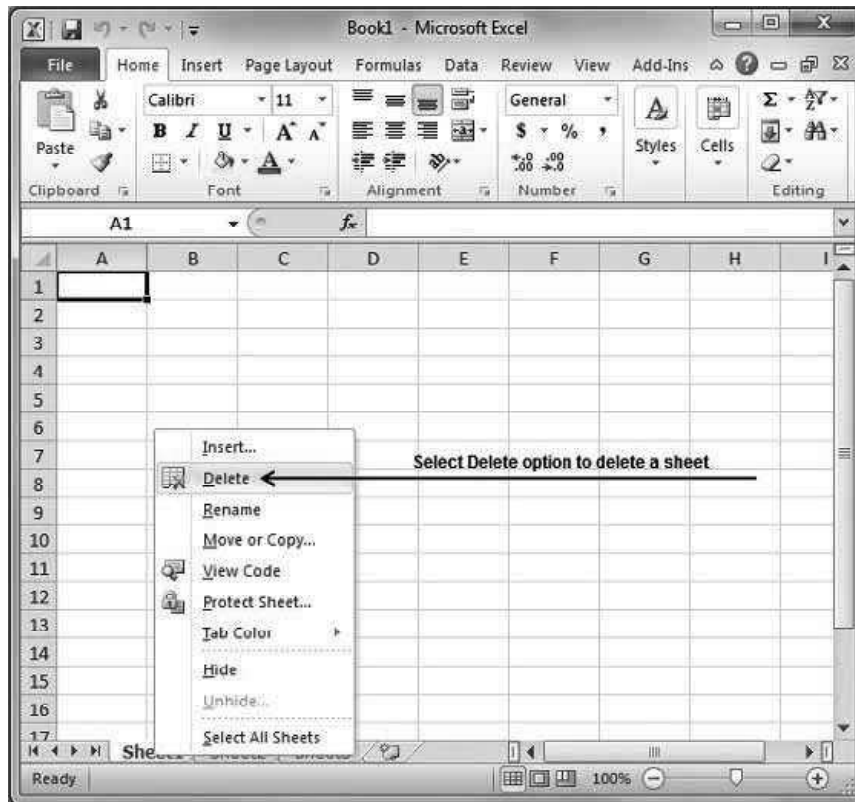 Book1 - Microsoft Excel
File Home Insert Page Layout Formulas Data Review View Add-Ins
Calibri 11 General
B I U A A $ % ,
Paste Styles Cells
Clipboard Font Alignment Number Editing
A1 fx
A B C D E F G H I
1
2
3
4
5
6
7
8
9
10
11
12
13
14
15
16
17
Insert...
Delete
Select Delete option to delete a sheet
Rename
Move or Copy...
View Code
Protect Sheet...
Tab Color
Hide
Unhide...
Select All Sheets
Sheet1
Ready 100%